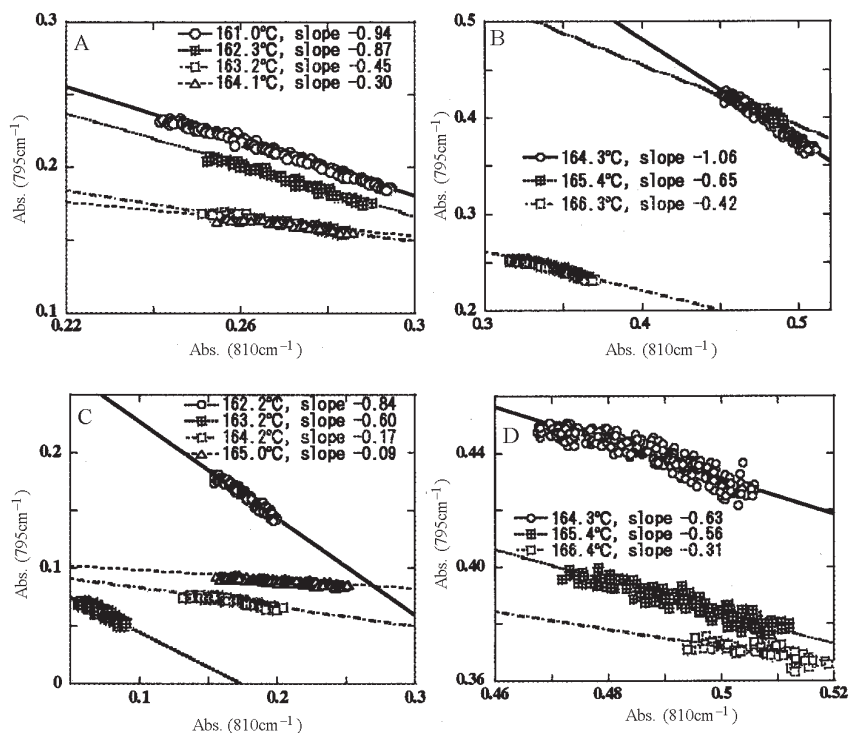 A
161.0°C, slope -0.94
162.3°C, slope -0.87
163.2°C, slope -0.45
164.1°C, slope -0.30
0.3
0.2
0.1
0.22
0.26
0.3
Abs. (795cm⁻¹)
Abs. (810cm⁻¹)
B
164.3°C, slope -1.06
165.4°C, slope -0.65
166.3°C, slope -0.42
0.5
0.4
0.3
0.2
0.3
0.4
0.5
Abs. (795cm⁻¹)
Abs. (810cm⁻¹)
C
162.2°C, slope -0.84
163.2°C, slope -0.60
164.2°C, slope -0.17
165.0°C, slope -0.09
0.2
0.1
0
0.1
0.2
0.3
Abs. (795cm⁻¹)
Abs. (810cm⁻¹)
D
164.3°C, slope -0.63
165.4°C, slope -0.56
166.4°C, slope -0.31
0.44
0.40
0.36
0.46
0.48
0.5
0.52
Abs. (795cm⁻¹)
Abs. (810cm⁻¹)